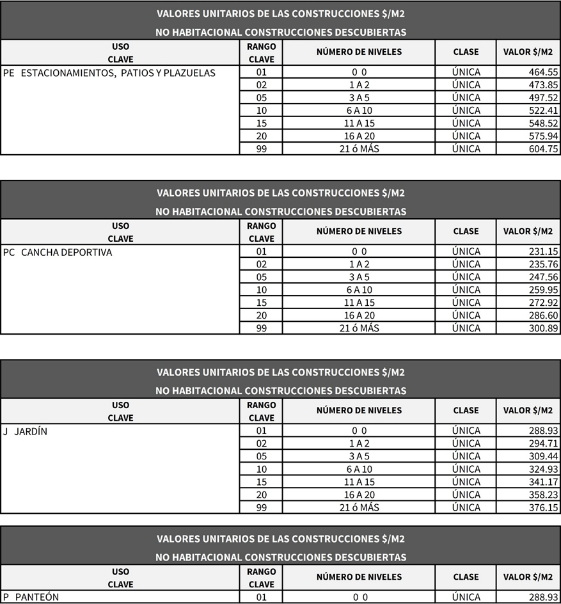 VALORES UNITARIOS DE LAS CONSTRUCCIONES $/M2
NO HABITACIONAL CONSTRUCCIONES DESCUBIERTAS
USO CLAVE RANGO CLAVE NÚMERO DE NIVELES CLASE VALOR $/M2
PE ESTACIONAMIENTOS, PATIOS Y PLAZUELAS 01 0 0 ÚNICA 464.55
02 1 A 2 ÚNICA 473.85
05 3 A 5 ÚNICA 497.52
10 6 A 10 ÚNICA 522.41
15 11 A 15 ÚNICA 548.52
20 16 A 20 ÚNICA 575.94
99 21 ó MÁS ÚNICA 604.75
VALORES UNITARIOS DE LAS CONSTRUCCIONES $/M2
NO HABITACIONAL CONSTRUCCIONES DESCUBIERTAS
USO CLAVE RANGO CLAVE NÚMERO DE NIVELES CLASE VALOR $/M2
PC CANCHA DEPORTIVA 01 0 0 ÚNICA 231.15
02 1 A 2 ÚNICA 235.76
05 3 A 5 ÚNICA 247.56
10 6 A 10 ÚNICA 259.95
15 11 A 15 ÚNICA 272.92
20 16 A 20 ÚNICA 286.60
99 21 ó MÁS ÚNICA 300.89
VALORES UNITARIOS DE LAS CONSTRUCCIONES $/M2
NO HABITACIONAL CONSTRUCCIONES DESCUBIERTAS
USO CLAVE RANGO CLAVE NÚMERO DE NIVELES CLASE VALOR $/M2
J JARDÍN 01 0 0 ÚNICA 288.93
02 1 A 2 ÚNICA 294.71
05 3 A 5 ÚNICA 309.44
10 6 A 10 ÚNICA 324.93
15 11 A 15 ÚNICA 341.17
20 16 A 20 ÚNICA 358.23
99 21 ó MÁS ÚNICA 376.15
VALORES UNITARIOS DE LAS CONSTRUCCIONES $/M2
NO HABITACIONAL CONSTRUCCIONES DESCUBIERTAS
USO CLAVE RANGO CLAVE NÚMERO DE NIVELES CLASE VALOR $/M2
P PANTEÓN 01 0 0 ÚNICA 288.93